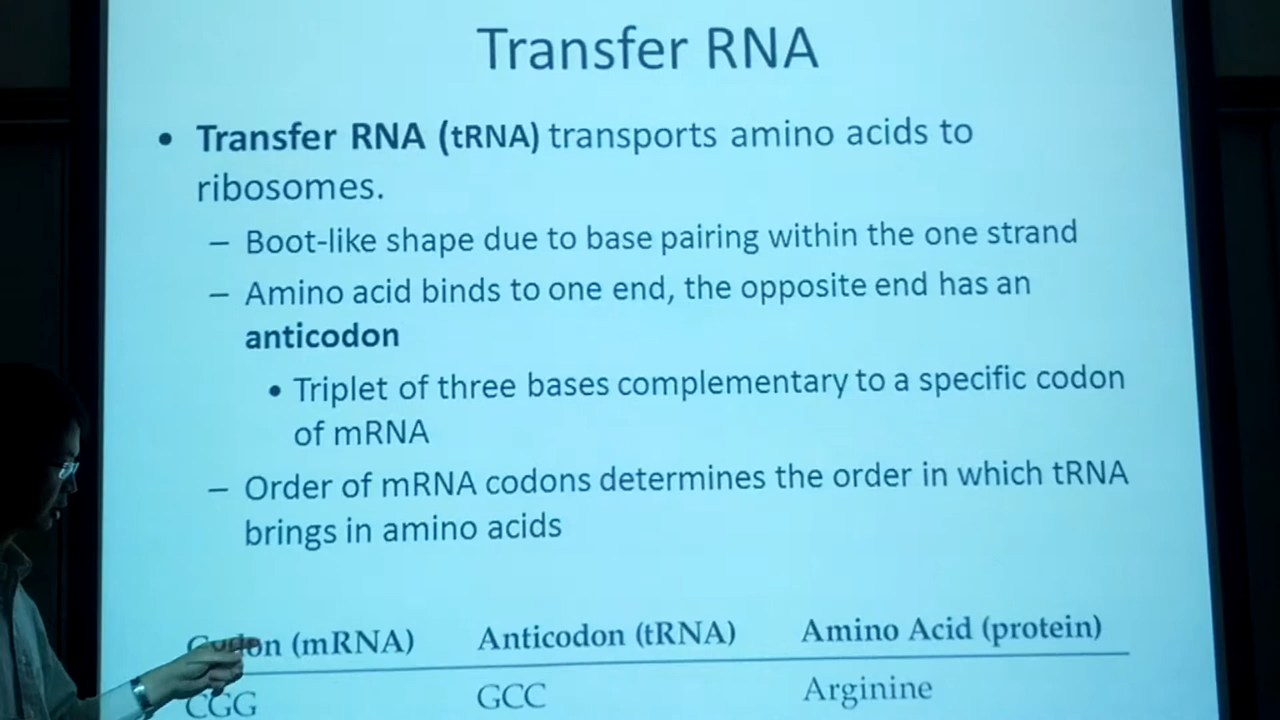 Transfer RNA
• Transfer RNA (tRNA) transports amino acids to
ribosomes.
– Boot-like shape due to base pairing within the one strand
– Amino acid binds to one end, the opposite end has an
anticodon
• Triplet of three bases complementary to a specific codon
of mRNA
– Order of mRNA codons determines the order in which tRNA
brings in amino acids
Codon (mRNA) Anticodon (tRNA) Amino Acid (protein)
CGG GCC Arginine